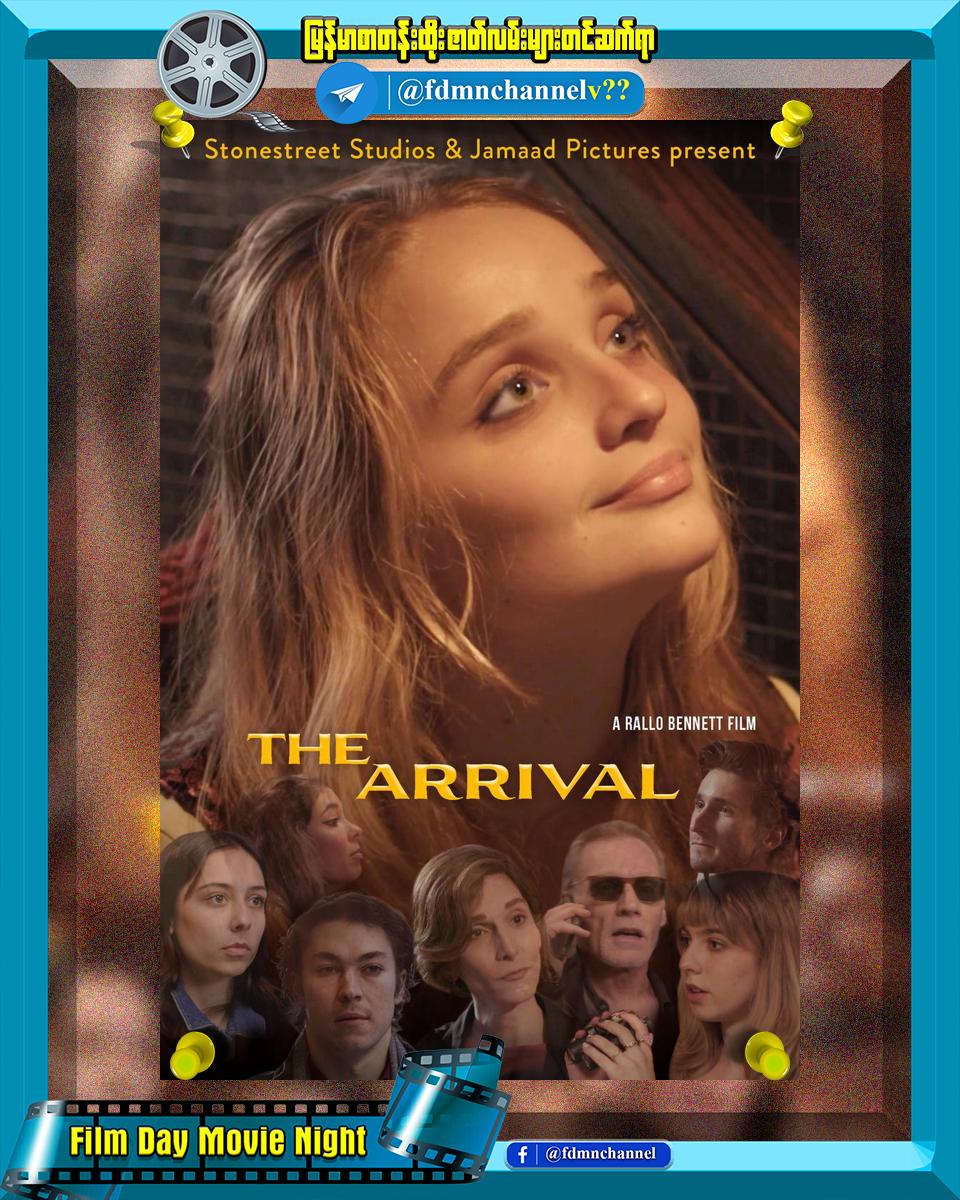 မြန်မာစာတန်းထိုးဇာတ်လမ်းများတင်ဆက်ရာ
@fdmnchannelv??
Stonestreet Studios & Jamaad Pictures present
A RALLO BENNETT FILM
THE
ARRIVAL
Film Day Movie Night
@fdmnchannel